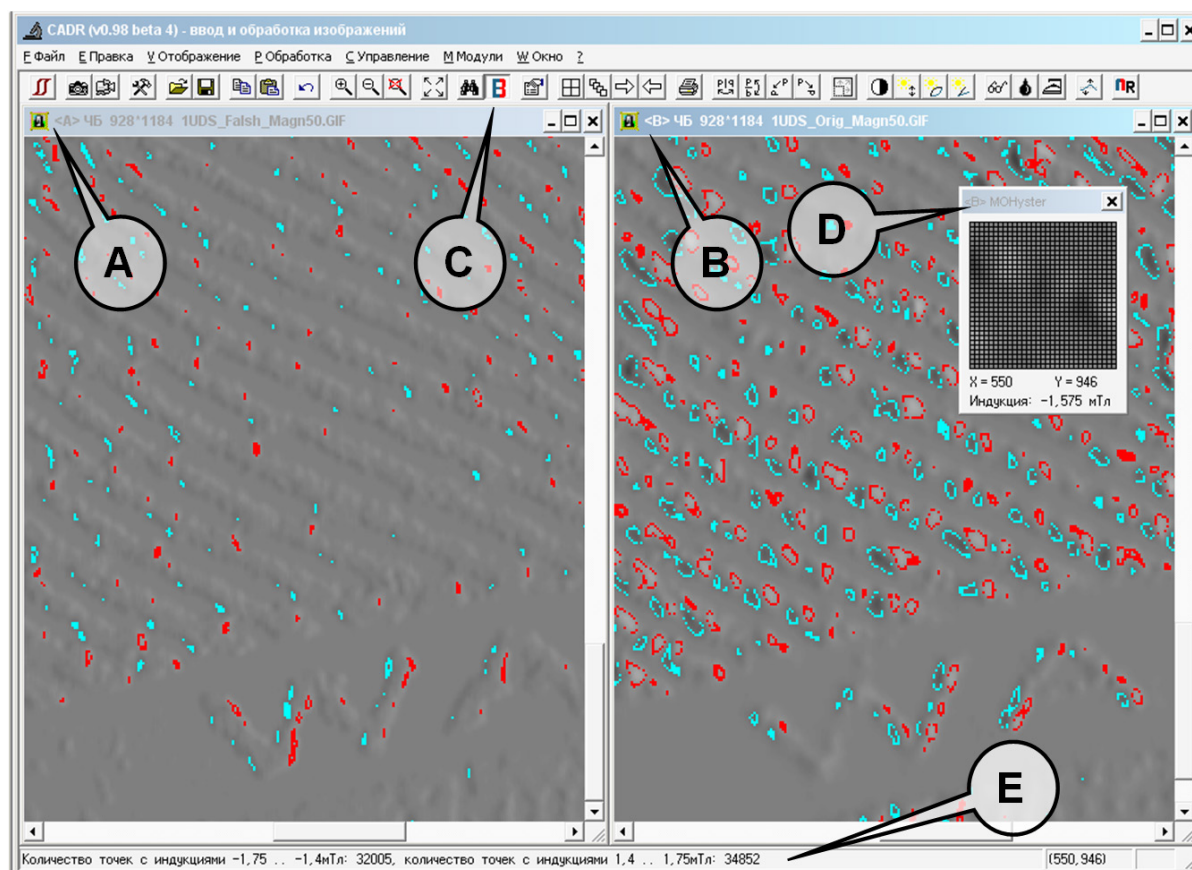 CADR (v0.98 beta 4) - ввод и обработка изображений
F Файл E Правка V Отображение P Обработка C Управление M Модули W Окно ?
<A> ЧБ 928*1184 1UDS_Falsh_Magn50.GIF
<B> ЧБ 928*1184 1UDS_Orig_Magn50.GIF
A
C
B
D
<B> MOHyster
X = 550 Y = 946
Индукция: -1,575 мТл
E
Количество точек с индукциями -1,75 .. -1,4мТл: 32005, количество точек с индукциями 1,4 .. 1,75мТл: 34852
(550,946)